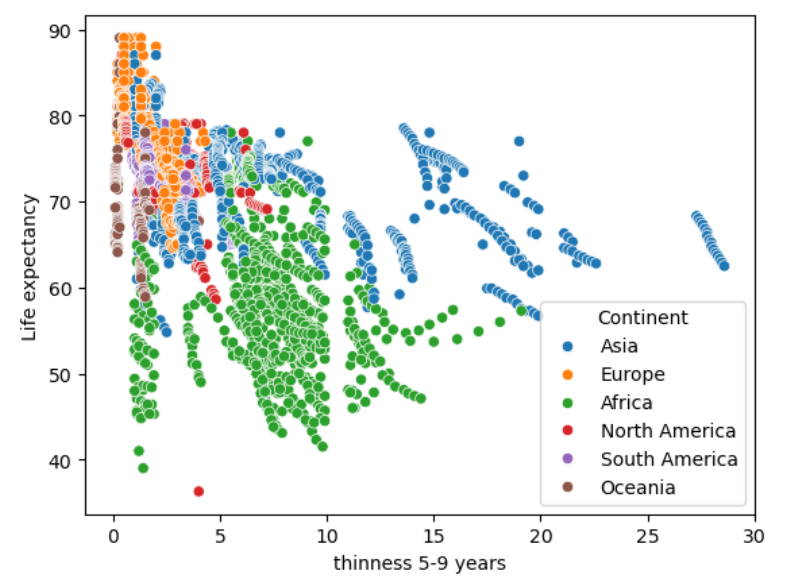 90
80
70
60
50
40
Life expectancy
0 5 10 15 20 25 30
thinness 5-9 years
Continent
Asia
Europe
Africa
North America
South America
Oceania